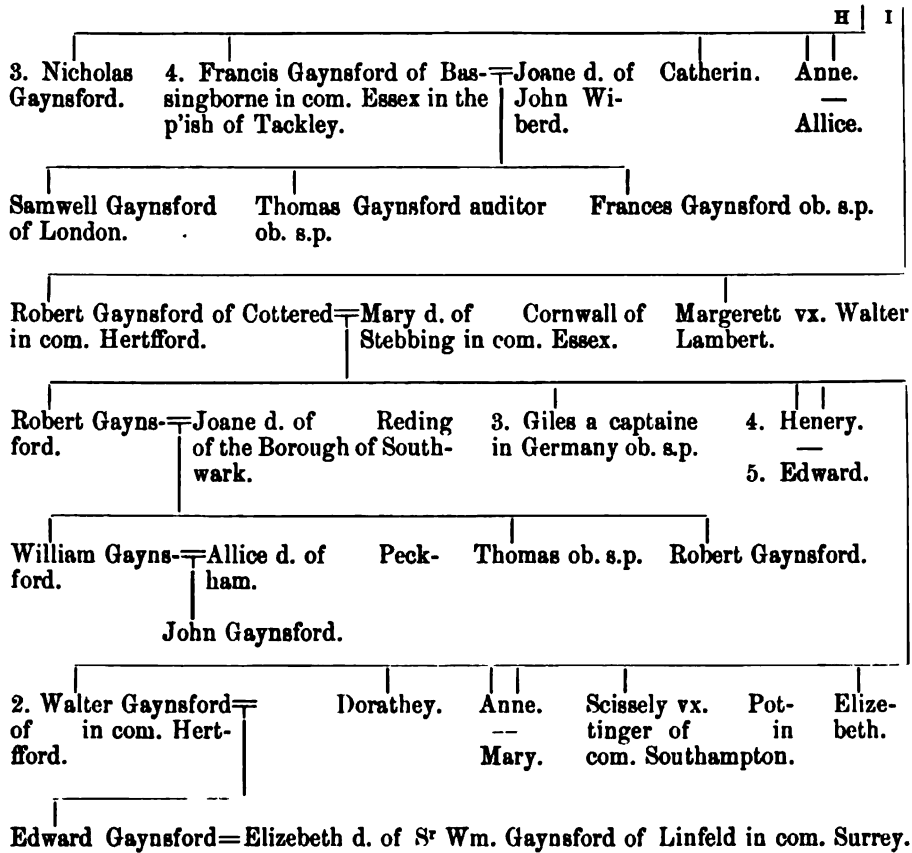 H I
3. Nicholas Gaynsford.
4. Francis Gaynsford of Bassingborne in com. Essex in the p'ish of Tackley.
Joane d. of John Wiberd.
Catherin.
Anne.
—
Allice.
Samwell Gaynsford of London.
Thomas Gaynsford auditor ob. s.p.
Frances Gaynsford ob. s.p.
Robert Gaynsford of Cottered in com. Hertfford.
Mary d. of Cornwall of Stebbing in com. Essex.
Margerett vx. Walter Lambert.
Robert Gaynsford.
Joane d. of Reding of the Borough of Southwark.
3. Giles a captaine in Germany ob. s.p.
4. Henery.
—
5. Edward.
William Gaynsford.
Allice d. of Peckham.
Thomas ob. s.p.
Robert Gaynsford.
John Gaynsford.
2. Walter Gaynsford of in com. Hertfford.
Dorathey.
Anne.
--
Mary.
Scissely vx. Pottinger of in com. Southampton.
Elizebeth.
Edward Gaynsford=Elizebeth d. of Sr Wm. Gaynsford of Linfeld in com. Surrey.